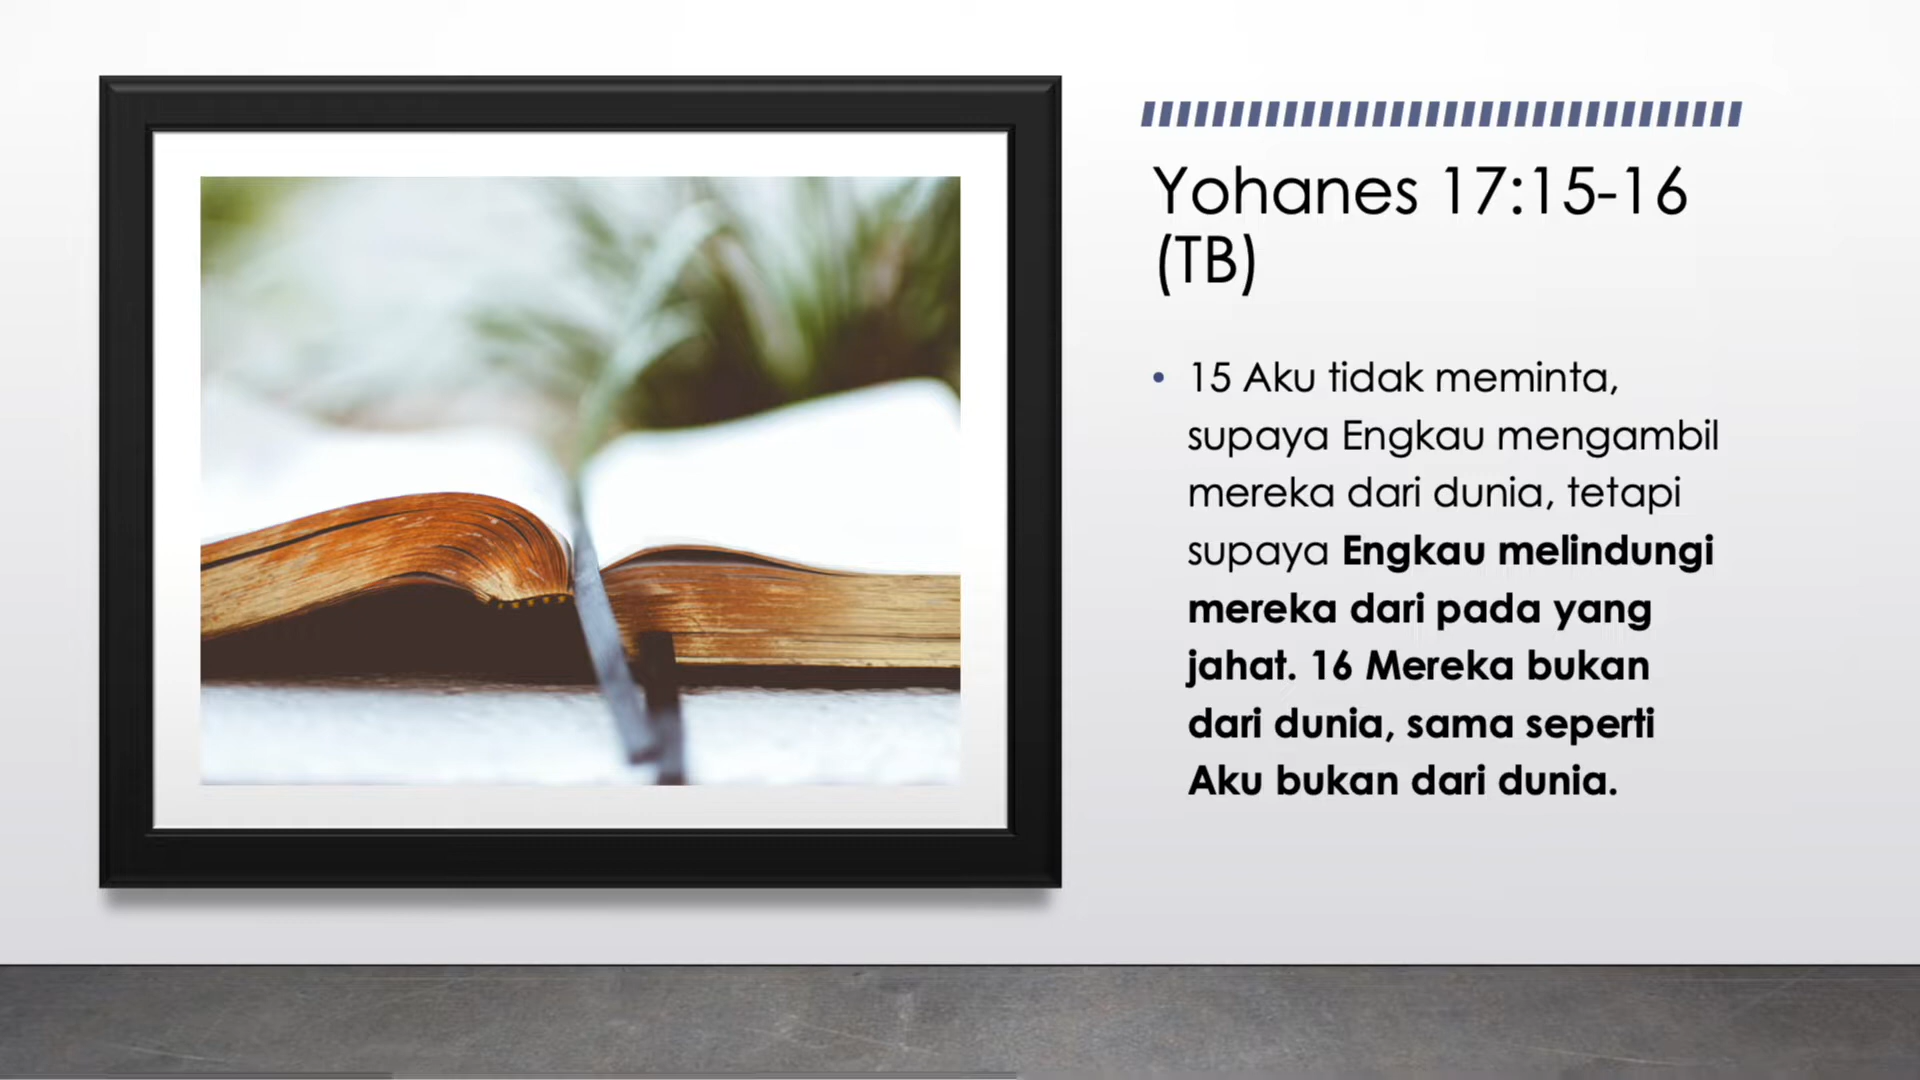 Yohanes 17:15-16
(TB)
• 15 Aku tidak meminta,
supaya Engkau mengambil
mereka dari dunia, tetapi
supaya Engkau melindungi
mereka dari pada yang
jahat. 16 Mereka bukan
dari dunia, sama seperti
Aku bukan dari dunia.